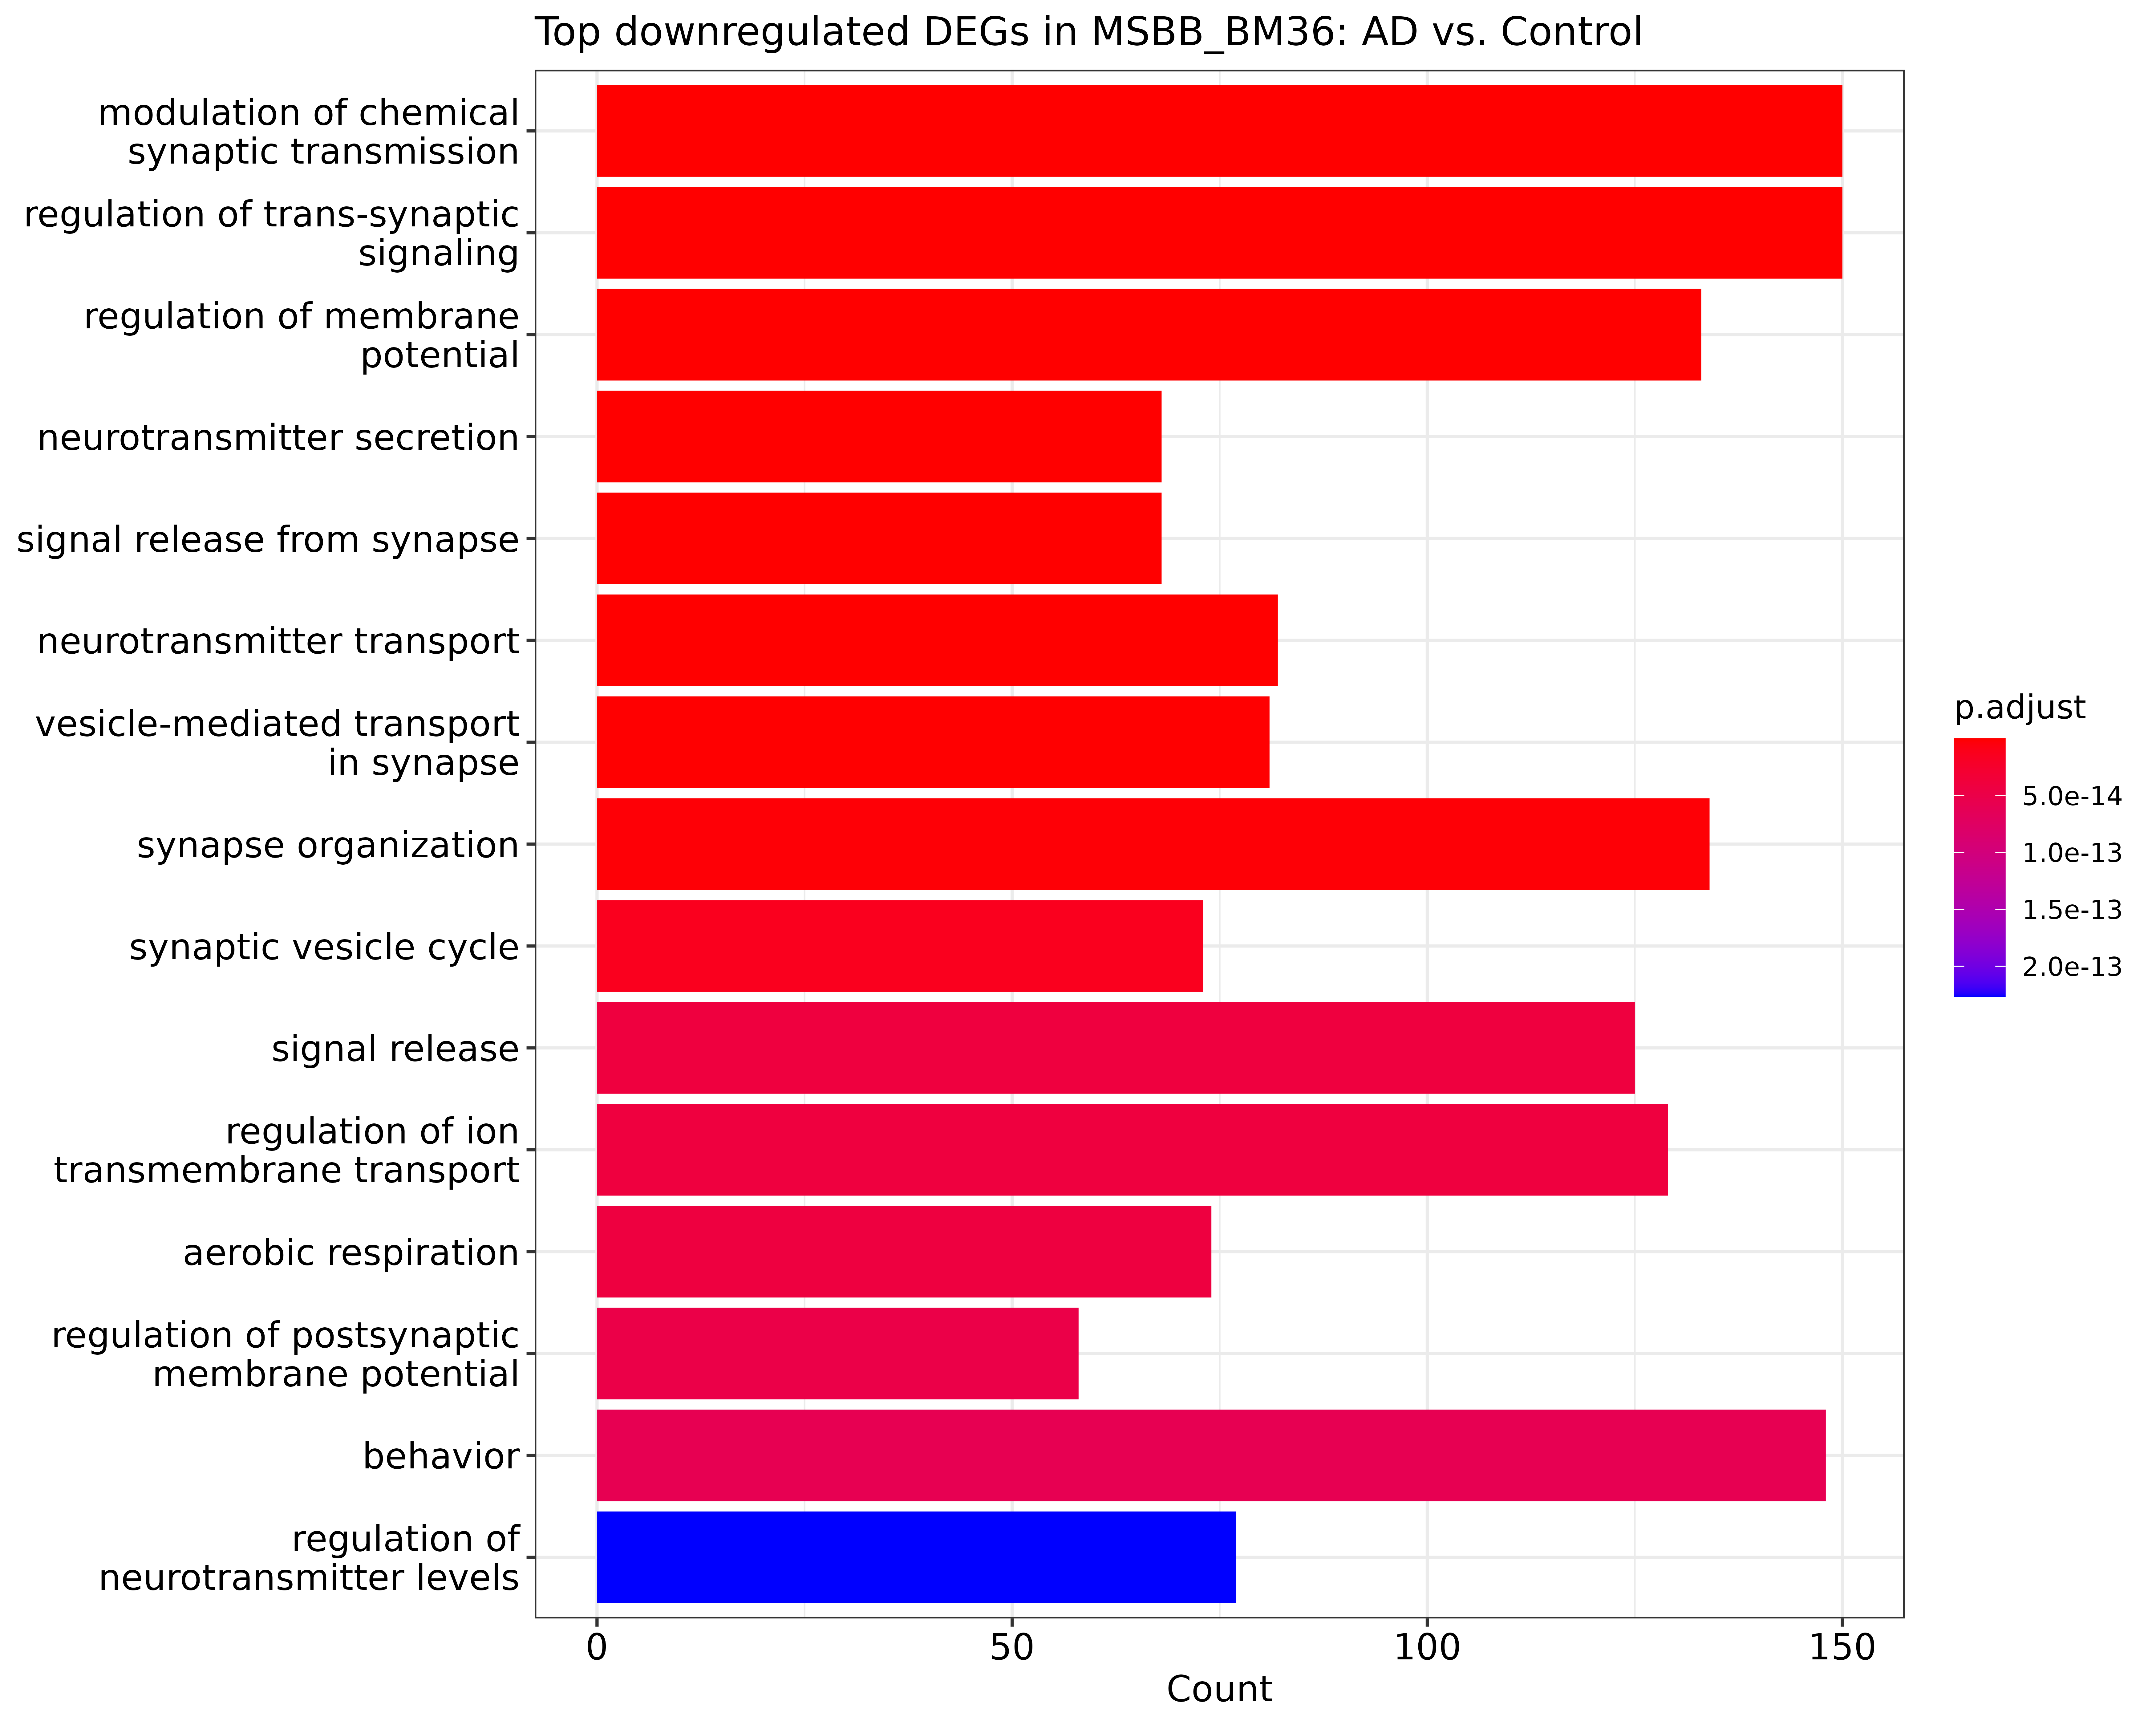 Top downregulated DEGs in MSBB_BM36: AD vs. Control
modulation of chemical
synaptic transmission
regulation of trans-synaptic
signaling
regulation of membrane
potential
neurotransmitter secretion
signal release from synapse
neurotransmitter transport
vesicle-mediated transport
in synapse
synapse organization
synaptic vesicle cycle
signal release
regulation of ion
transmembrane transport
aerobic respiration
regulation of postsynaptic
membrane potential
behavior
regulation of
neurotransmitter levels
0
50
100
150
Count
p.adjust
5.0e-14
1.0e-13
1.5e-13
2.0e-13